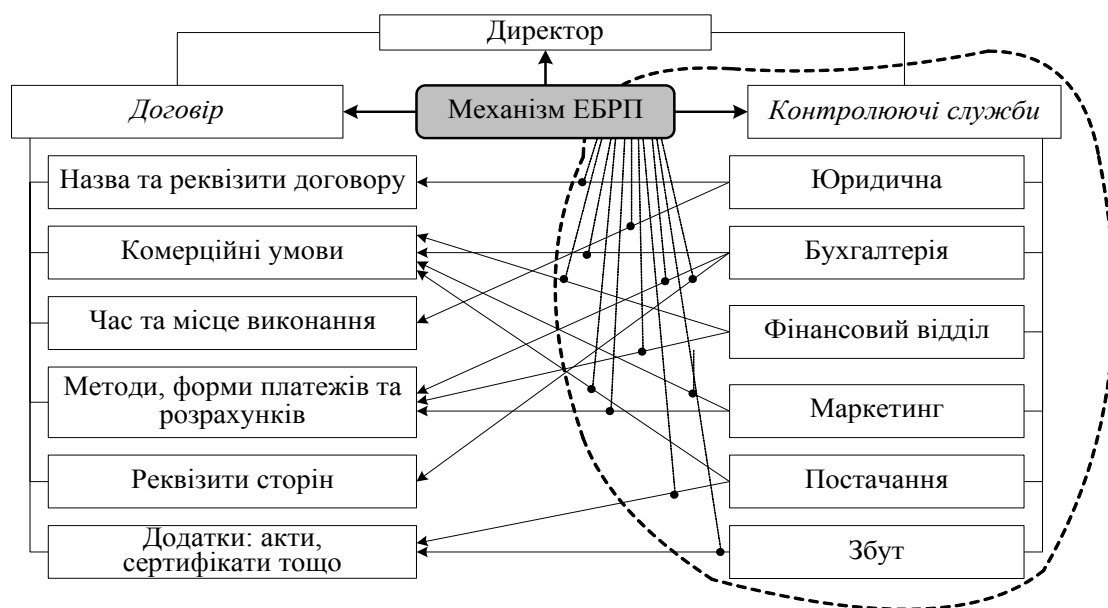 Директор
Договір
Механізм ЕБРП
Контролюючі служби
Назва та реквізити договору
Комерційні умови
Час та місце виконання
Методи, форми платежів та
розрахунків
Реквізити сторін
Додатки: акти,
сертифікати тощо
Юридична
Бухгалтерія
Фінансовий відділ
Маркетинг
Постачання
Збут